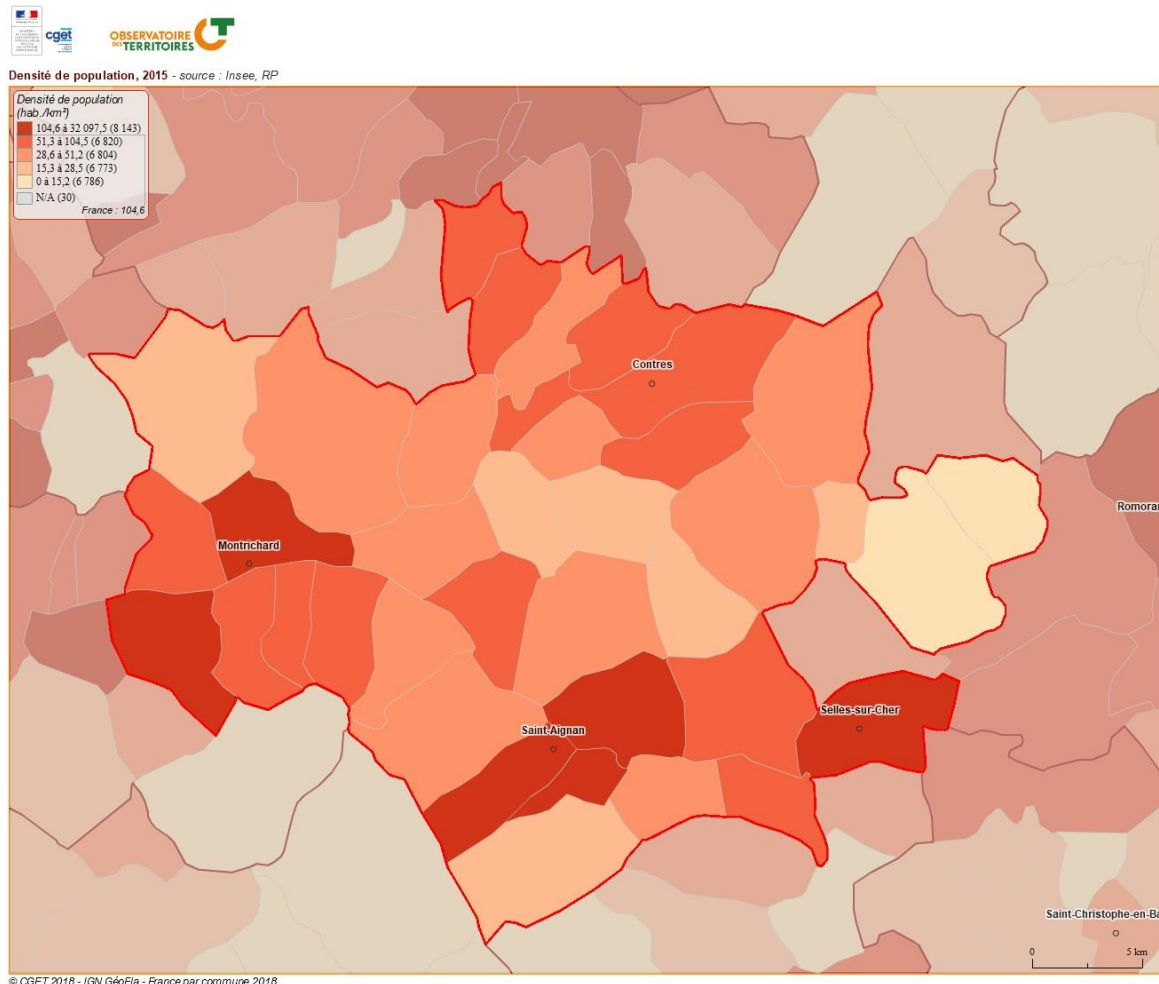 cget
OBSERVATOIRE
DES TERRITOIRES
Densité de population, 2015 - source : Insee, RP
Densité de population
(hab./km²)
104,6 à 32 097,5 (8 143)
51,3 à 104,5 (6 820)
28,6 à 51,2 (6 804)
15,3 à 28,5 (6 773)
0 à 15,2 (6 786)
N/A (30)
France : 104,6
Contres
Romoran
Montrichard
Selles-sur-Cher
Saint-Aignan
Saint-Christophe-en-Ba
0 5 km
© CGET 2018 - IGN GéoFla - France par commune 2018